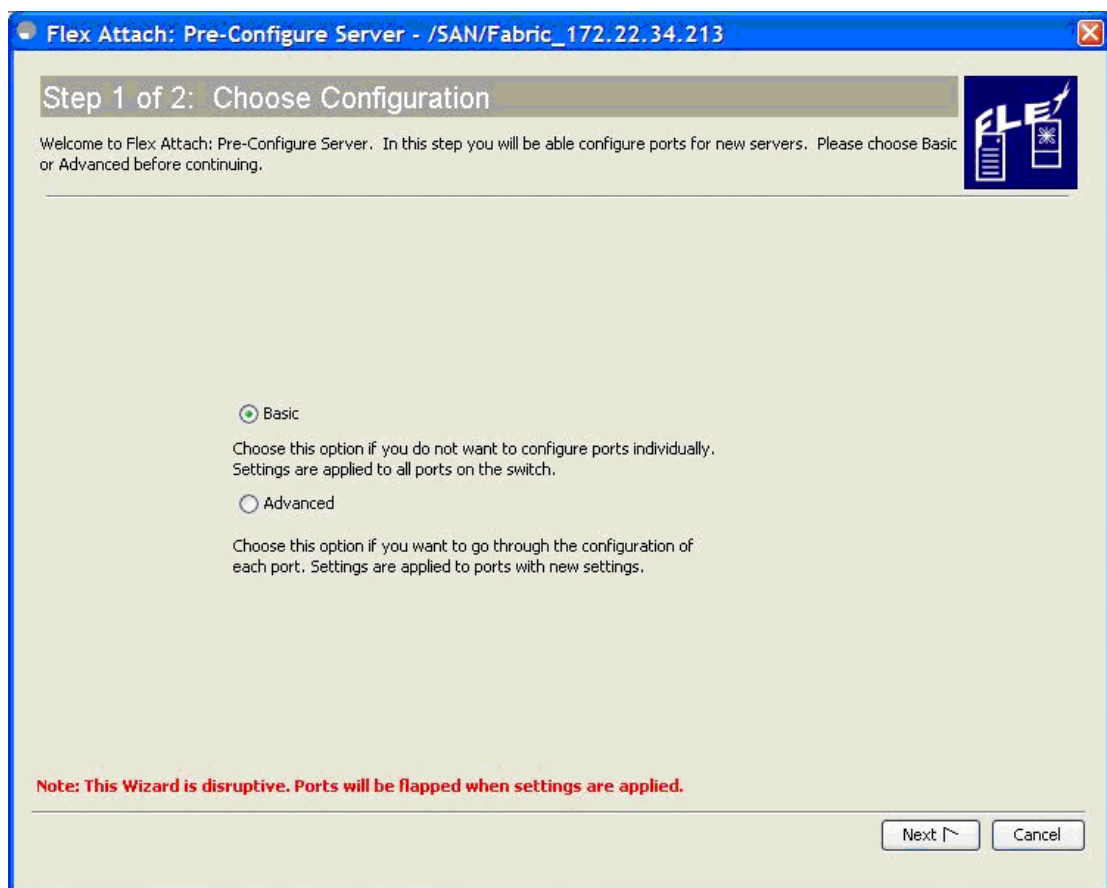 Flex Attach: Pre-Configure Server - /SAN/Fabric_172.22.34.213
Step 1 of 2: Choose Configuration
Welcome to Flex Attach: Pre-Configure Server. In this step you will be able configure ports for new servers. Please choose Basic
or Advanced before continuing.
FLEX
Basic
Choose this option if you do not want to configure ports individually.
Settings are applied to all ports on the switch.
Advanced
Choose this option if you want to go through the configuration of
each port. Settings are applied to ports with new settings.
Note: This Wizard is disruptive. Ports will be flapped when settings are applied.
Next
Cancel